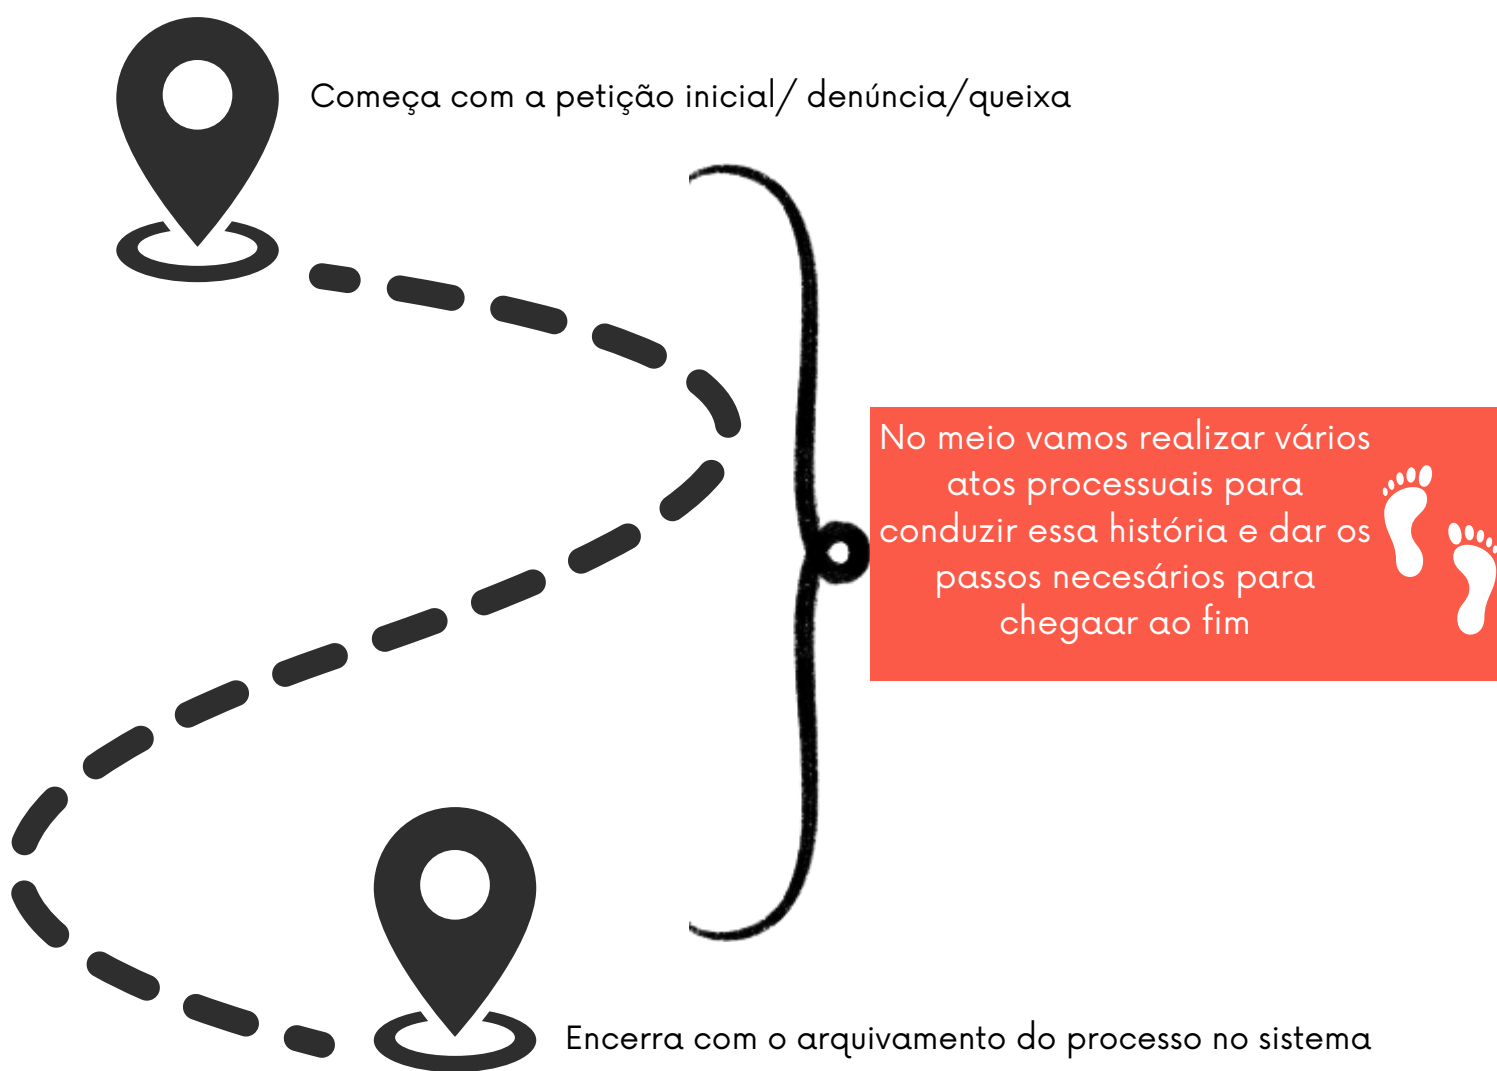 Começa com a petição inicial/ denúncia/queixa
No meio vamos realizar vários
atos processuais para
conduzir essa história e dar os
passos necesários para
chegaar ao fim
Encerra com o arquivamento do processo no sistema